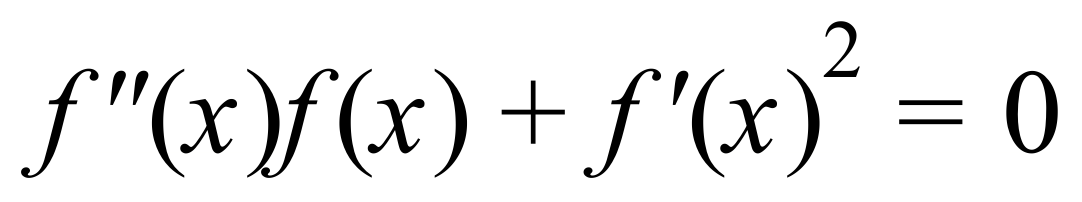 f″(x)f(x) + f′(x)² = 0